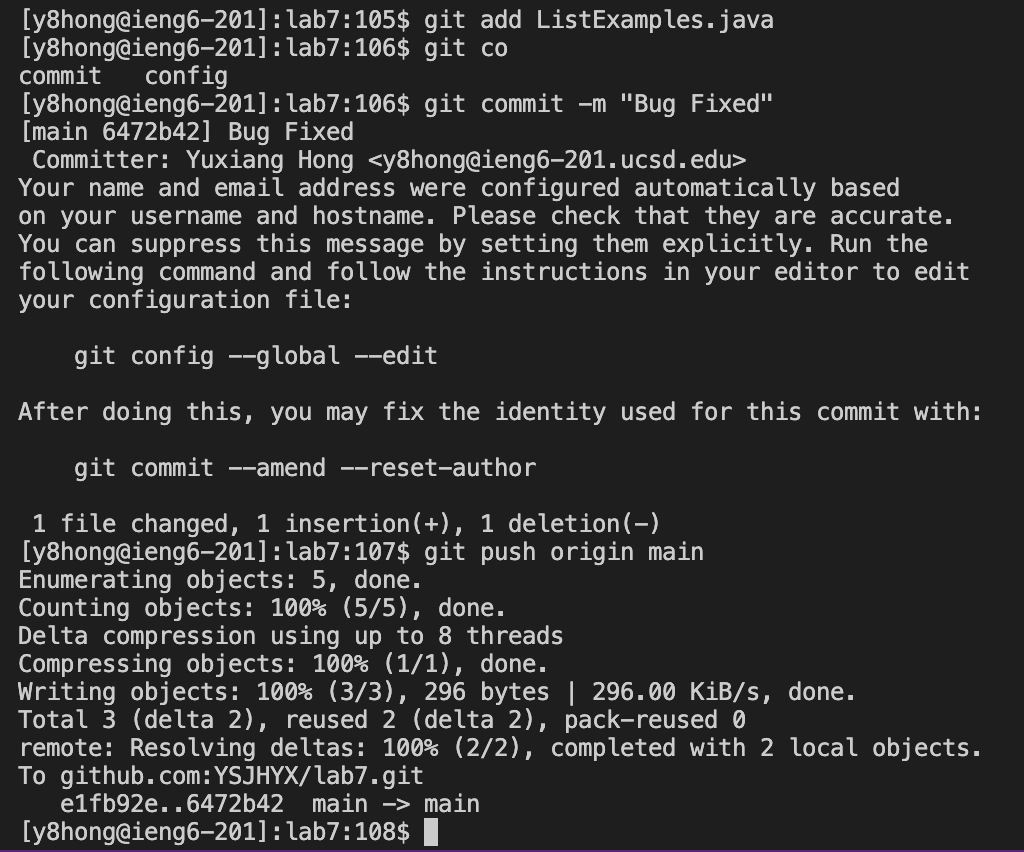 [y8hong@ieng6-201]:lab7:105$ git add ListExamples.java
[y8hong@ieng6-201]:lab7:106$ git co
commit   config
[y8hong@ieng6-201]:lab7:106$ git commit -m "Bug Fixed"
[main 6472b42] Bug Fixed
 Committer: Yuxiang Hong <y8hong@ieng6-201.ucsd.edu>
Your name and email address were configured automatically based
on your username and hostname. Please check that they are accurate.
You can suppress this message by setting them explicitly. Run the
following command and follow the instructions in your editor to edit
your configuration file:

    git config --global --edit

After doing this, you may fix the identity used for this commit with:

    git commit --amend --reset-author

 1 file changed, 1 insertion(+), 1 deletion(-)
[y8hong@ieng6-201]:lab7:107$ git push origin main
Enumerating objects: 5, done.
Counting objects: 100% (5/5), done.
Delta compression using up to 8 threads
Compressing objects: 100% (1/1), done.
Writing objects: 100% (3/3), 296 bytes | 296.00 KiB/s, done.
Total 3 (delta 2), reused 2 (delta 2), pack-reused 0
remote: Resolving deltas: 100% (2/2), completed with 2 local objects.
To github.com:YSJHYX/lab7.git
   e1fb92e..6472b42  main -> main
[y8hong@ieng6-201]:lab7:108$